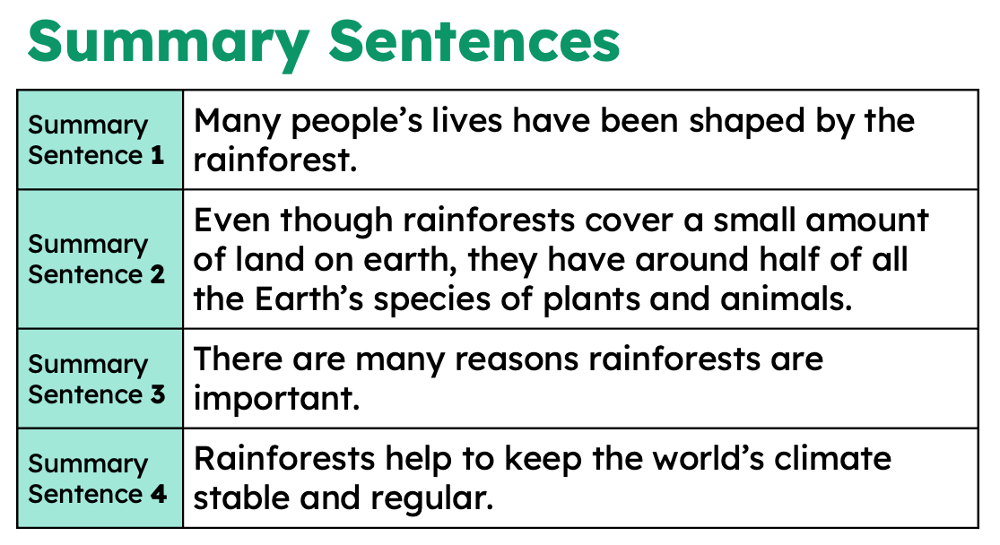 Summary Sentences
Summary
Sentence 1
Many people’s lives have been shaped by the
rainforest.
Summary
Sentence 2
Even though rainforests cover a small amount
of land on earth, they have around half of all
the Earth’s species of plants and animals.
Summary
Sentence 3
There are many reasons rainforests are
important.
Summary
Sentence 4
Rainforests help to keep the world’s climate
stable and regular.